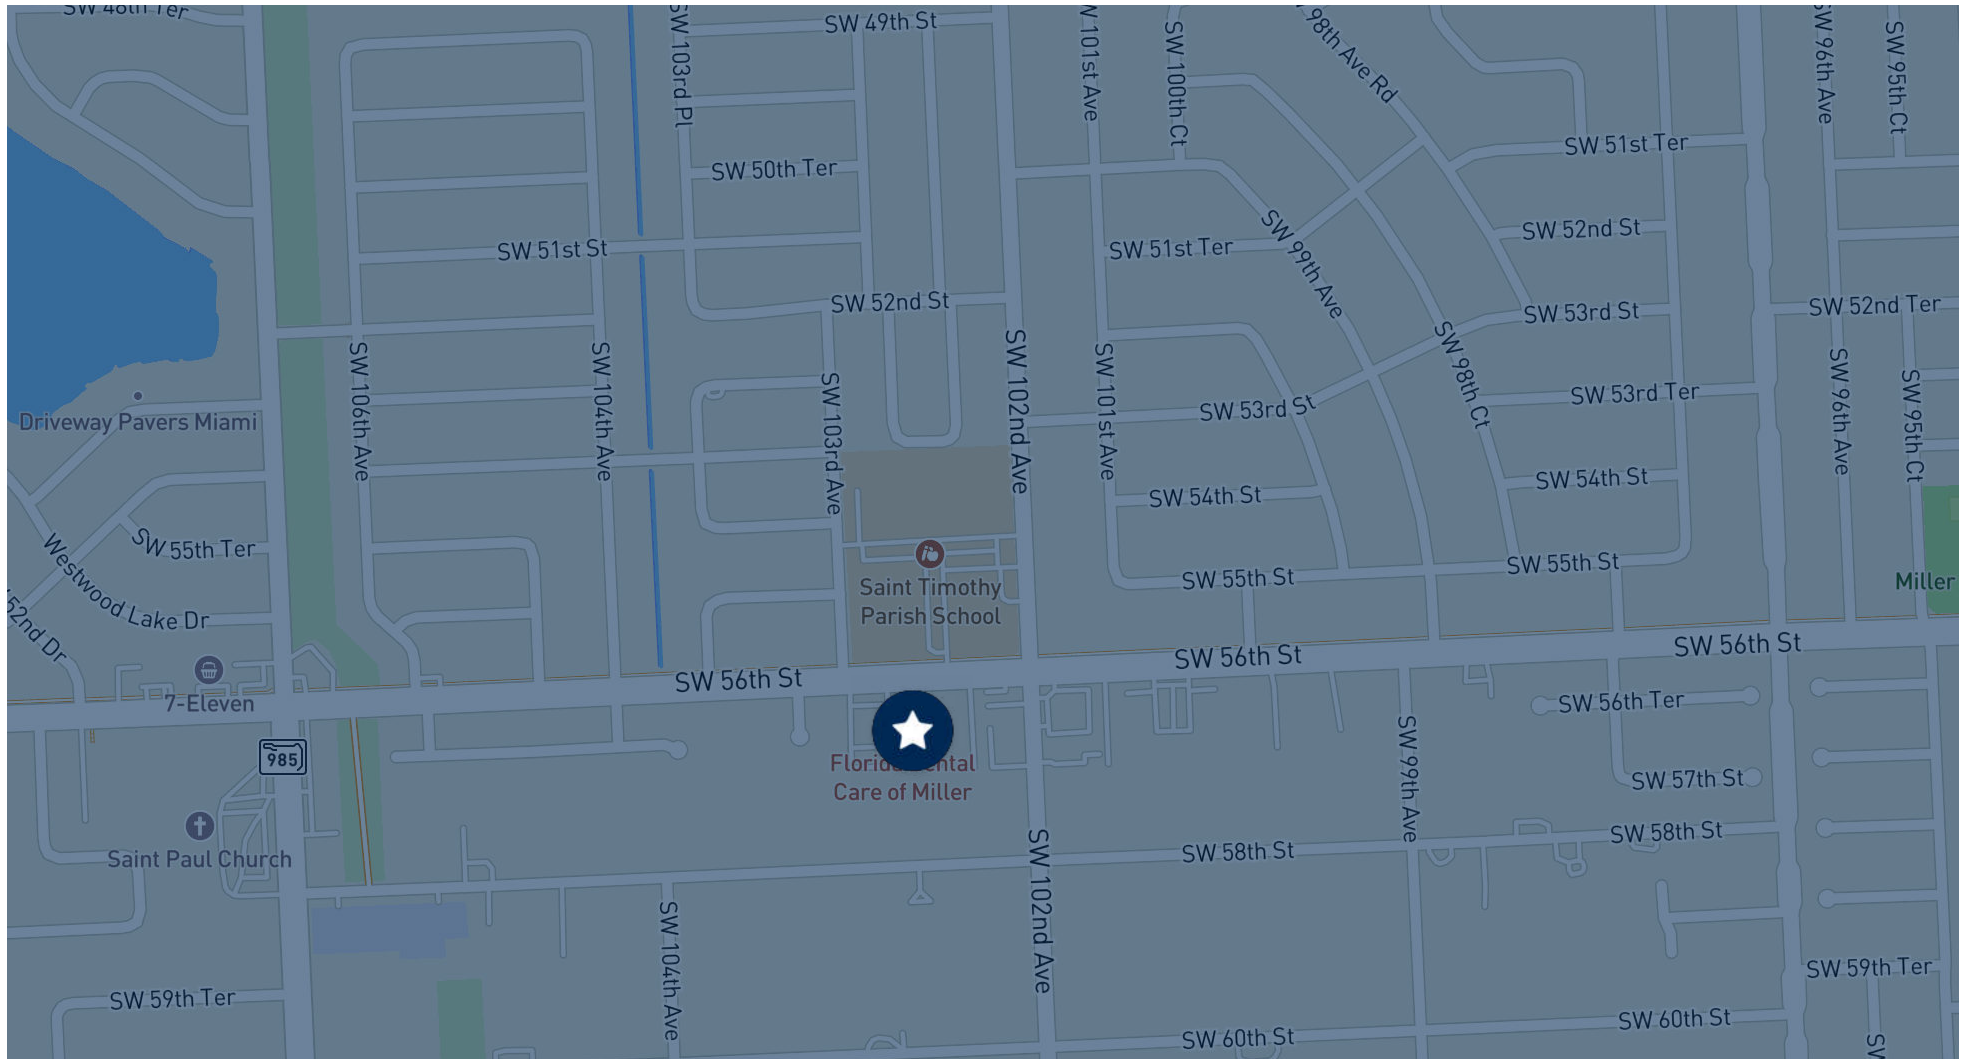 SW 48th Ter
SW 49th St
SW 103rd Pl
SW 101st Ave
SW 100th Ct
98th Ave Rd
SW 96th Ave
SW 95th Ct
SW 50th Ter
SW 51st Ter
SW 51st St
SW 51st Ter
SW 99th Ave
SW 52nd St
SW 52nd St
SW 53rd St
SW 52nd Ter
SW 106th Ave
SW 104th Ave
SW 103rd Ave
SW 102nd Ave
SW 101st Ave
SW 98th Ct
SW 96th Ave
SW 95th Ct
Driveway Pavers Miami
SW 53rd St
SW 53rd Ter
SW 54th St
SW 54th St
SW 55th Ter
Westwood Lake Dr
52nd Dr
Saint Timothy
Parish School
SW 55th St
SW 55th St
Miller
SW 56th St
SW 56th St
SW 56th St
7-Eleven
SW 56th Ter
985
SW 99th Ave
Care of Miller
SW 57th St
Saint Paul Church
SW 58th St
SW 58th St
SW 102nd Ave
SW 104th Ave
SW 59th Ter
SW 59th Ter
SW 60th St
SW 60th St
SW